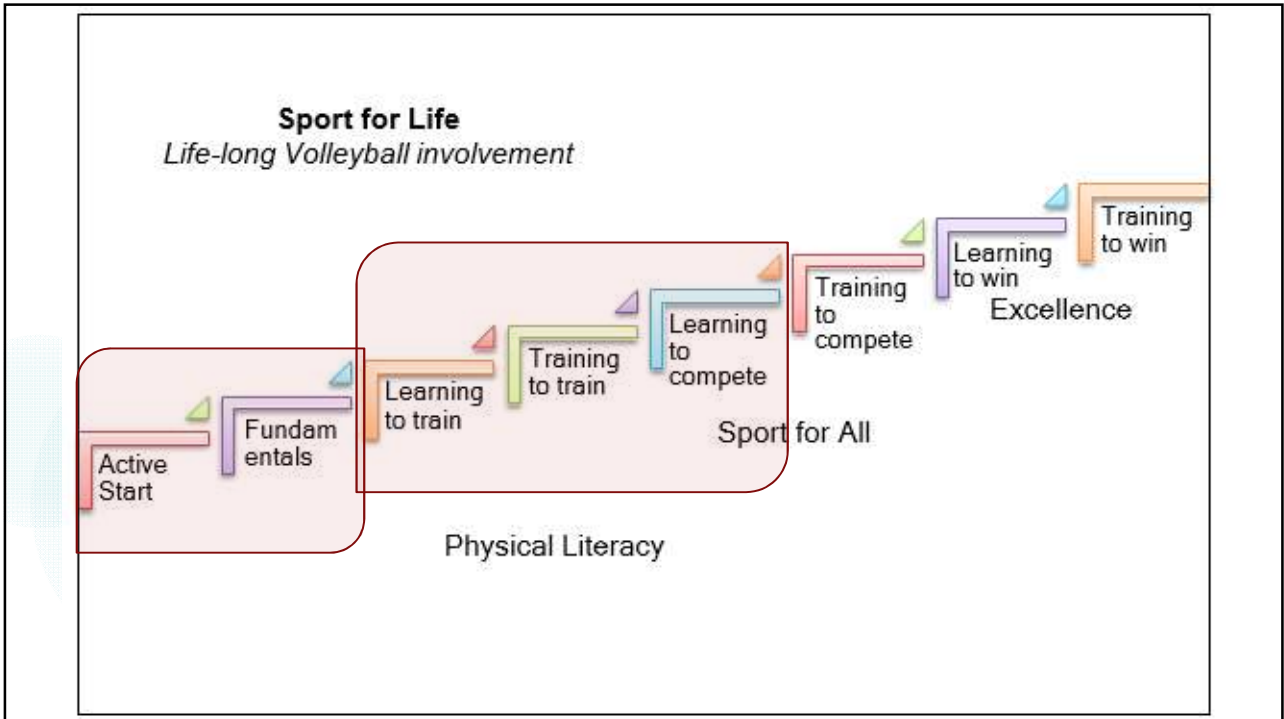 Sport for Life
Life-long Volleyball involvement
Active
Start
Fundam
entals
Learning
to train
Training
to train
Learning
to
compete
Training
to
compete
Learning
to win
Training
to win
Excellence
Sport for All
Physical Literacy